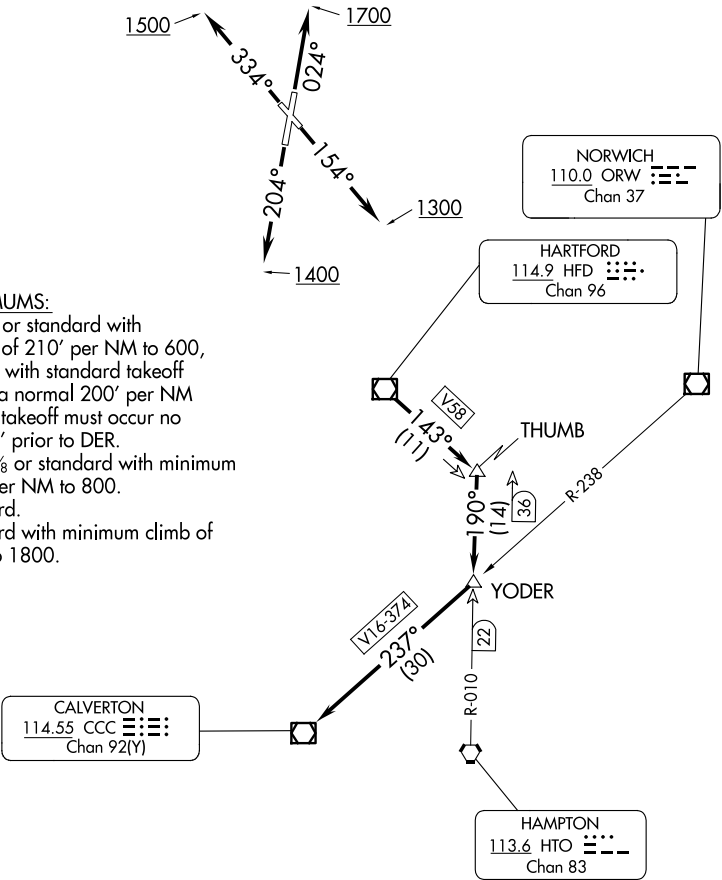 1500
1700
334°
024°
154°
204°
1300
1400
NORWICH
110.0 ORW
Chan 37
HARTFORD
114.9 HFD
Chan 96
MUMS:
or standard with
of 210' per NM to 600,
with standard takeoff
a normal 200' per NM
takeoff must occur no
' prior to DER.
⅛ or standard with minimum
er NM to 800.
rd.
rd with minimum climb of
o 1800.
V58
143°
(11)
THUMB
190°
(14)
36
R-238
YODER
V16-374
237°
(30)
22
R-010
CALVERTON
114.55 CCC
Chan 92(Y)
HAMPTON
113.6 HTO
Chan 83